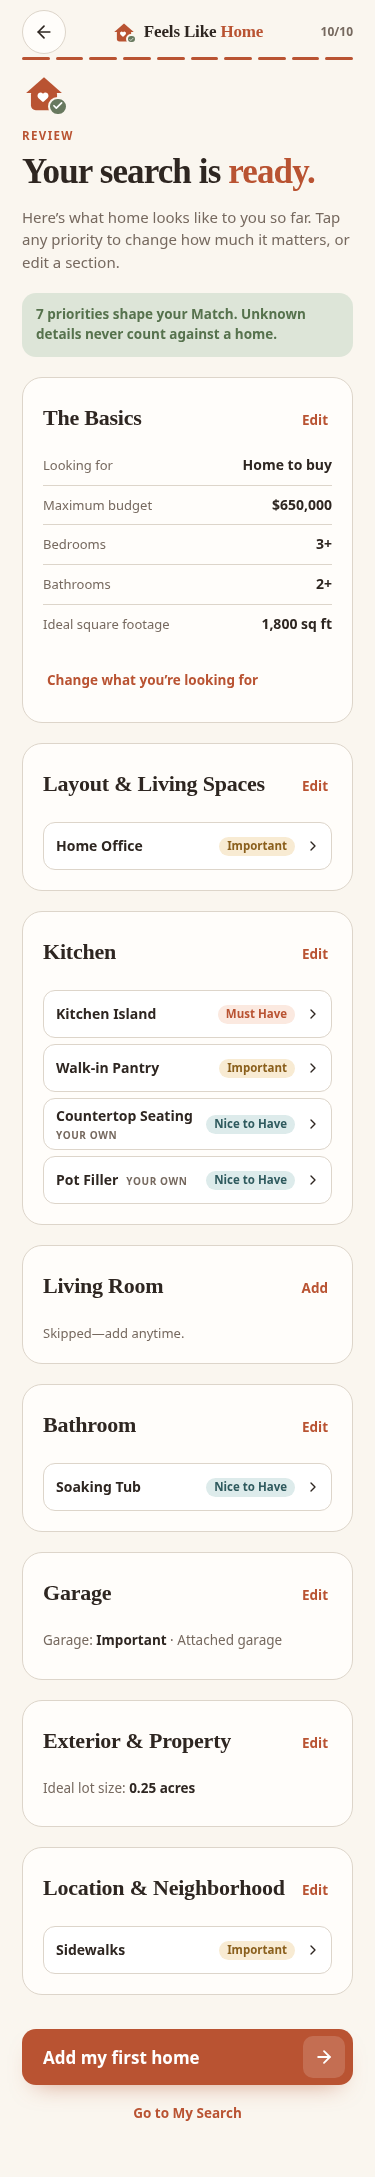 Feels Like Home
10/10
REVIEW
Your search is ready.
Here’s what home looks like to you so far. Tap
any priority to change how much it matters, or
edit a section.
7 priorities shape your Match. Unknown
details never count against a home.
The Basics
Edit
Looking for
Home to buy
Maximum budget
$650,000
Bedrooms
3+
Bathrooms
2+
Ideal square footage
1,800 sq ft
Change what you’re looking for
Layout & Living Spaces
Edit
Home Office
Important
Kitchen
Edit
Kitchen Island
Must Have
Walk-in Pantry
Important
Countertop Seating
YOUR OWN
Nice to Have
Pot Filler YOUR OWN
Nice to Have
Living Room
Add
Skipped—add anytime.
Bathroom
Edit
Soaking Tub
Nice to Have
Garage
Edit
Garage: Important · Attached garage
Exterior & Property
Edit
Ideal lot size: 0.25 acres
Location & Neighborhood
Edit
Sidewalks
Important
Add my first home
Go to My Search